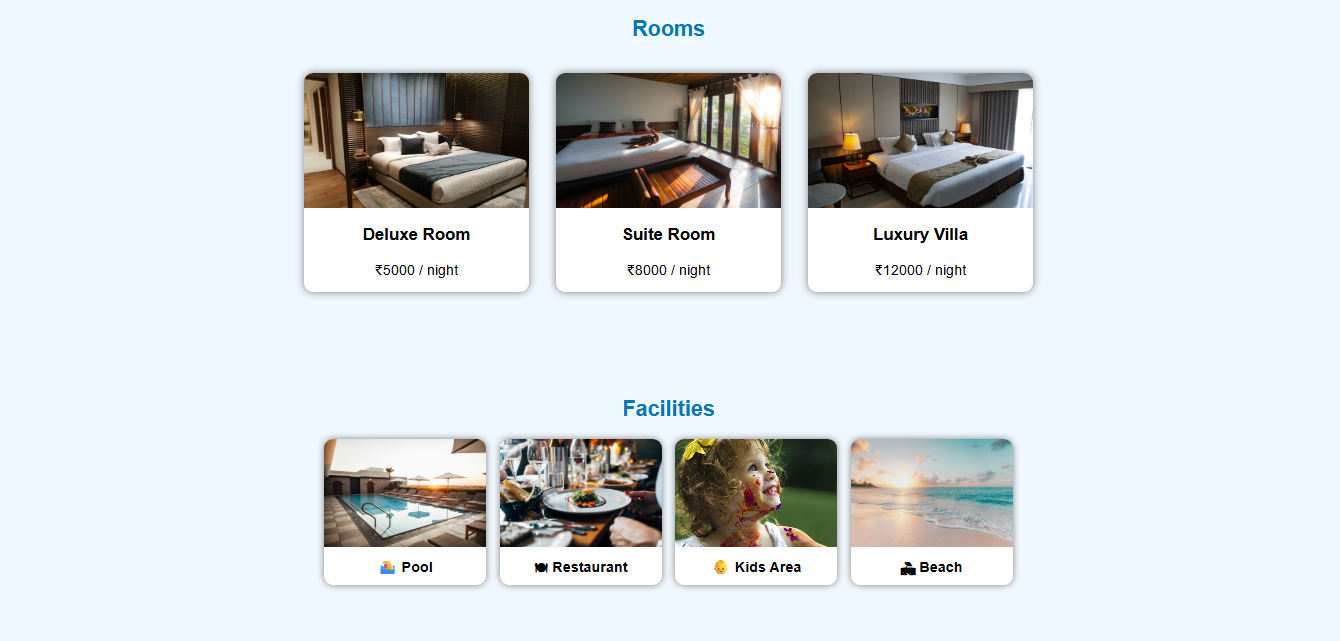 Rooms
Deluxe Room
Suite Room
Luxury Villa
₹5000 / night
₹8000 / night
₹12000 / night
Facilities
🏊 Pool
🍽 Restaurant
👶 Kids Area
🏖 Beach